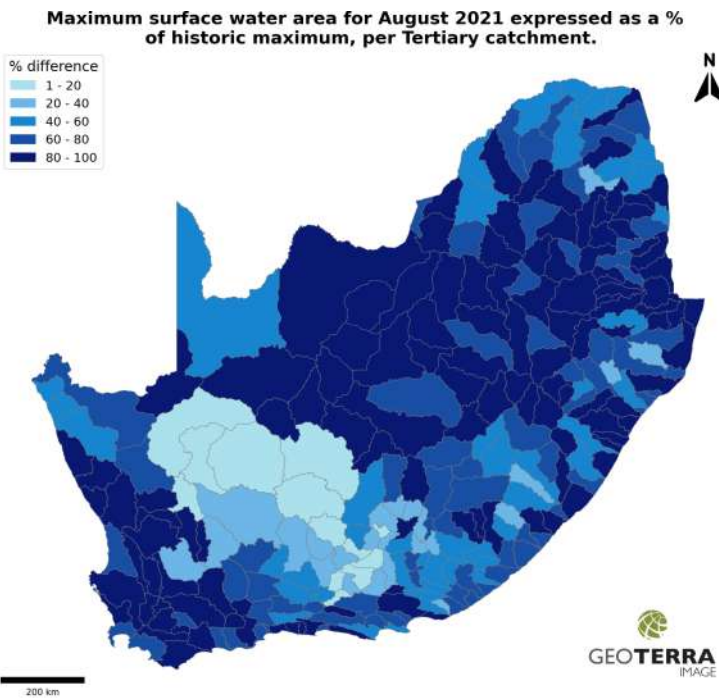 Maximum surface water area for August 2021 expressed as a %
of historic maximum, per Tertiary catchment.
N
% difference
1 - 20
20 - 40
40 - 60
60 - 80
80 - 100
GEOTERRA
IMAGE
200 km